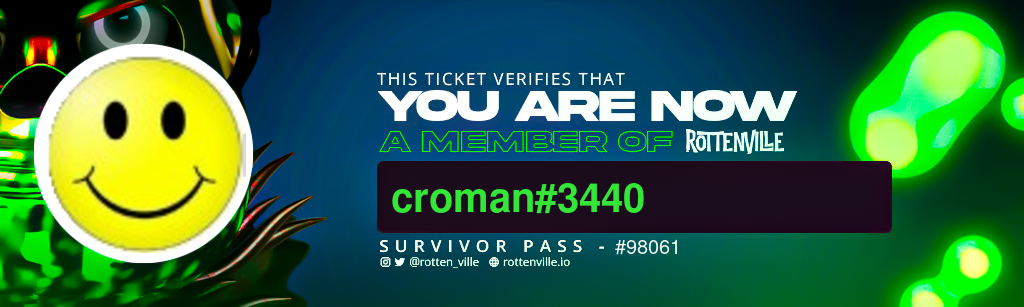 THIS TICKET VERIFIES THAT
YOU ARE NOW
A MEMBER OF ROTTENVILLE
croman#3440
SURVIVOR PASS - #98061
@rotten_ville rottenville.io